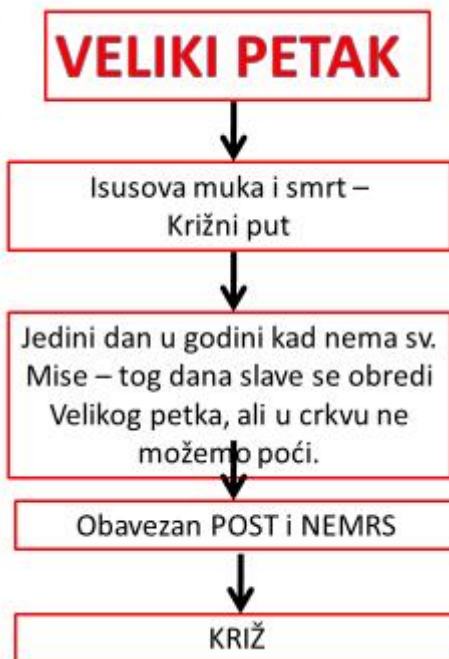 VELIKI PETAK
Isusova muka i smrt –
Križni put
Jedini dan u godini kad nema sv.
Mise – tog dana slave se obredi
Velikog petka, ali u crkvu ne
možemo poći.
Obavezan POST i NEMRS
KRIŽ